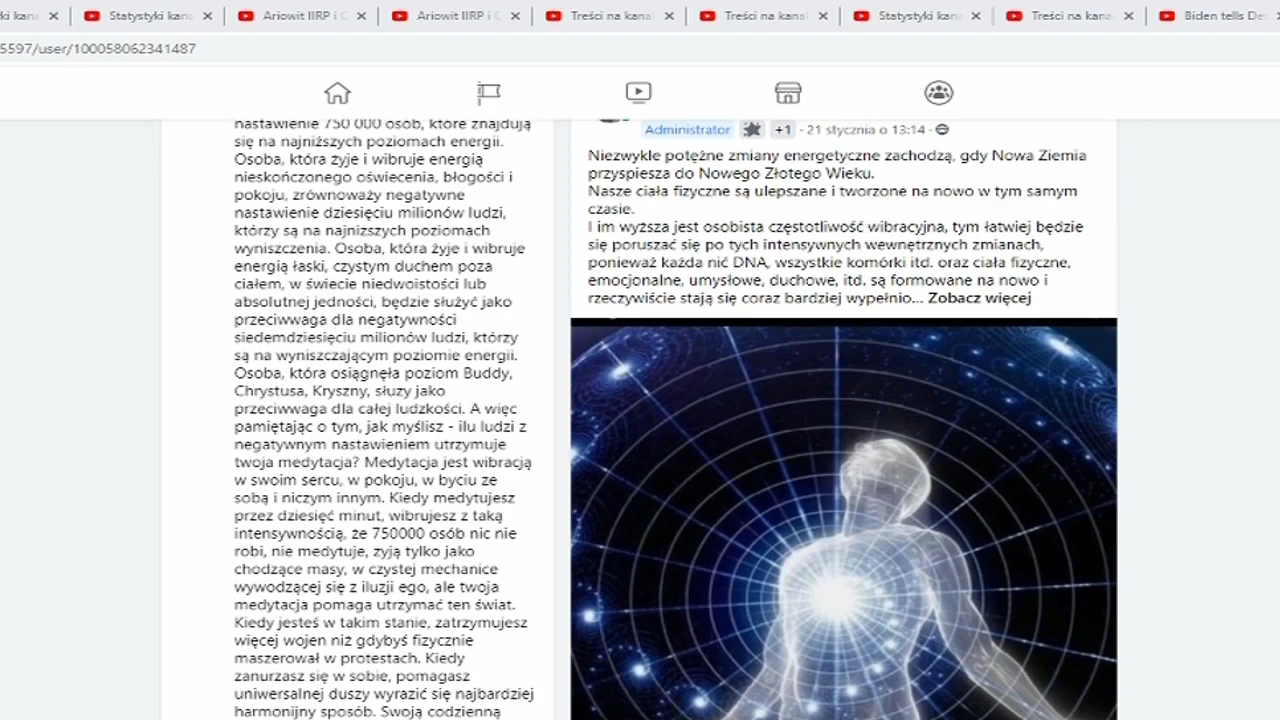 ki kana
Statystyki kana
Ariowit IIRP i C
Ariowit IIRP i C
Treści na kanal
Treści na kanal
Statystyki kana
Treści na kana
Biden tells De
5597/user/100058062341487
nastawienie 750 000 osób, które znajdują
się na najniższych poziomach energii.
Osoba, która żyje i wibruje energią
nieskończonego oświecenia, błogości i
pokoju, zrównoważy negatywne
nastawienie dziesięciu milionów ludzi,
którzy są na najnizszych poziomach
wyniszczenia. Osoba, która żyje i wibruje
energią łaski, czystym duchem poza
ciałem, w świecie niedwoistości lub
absolutnej jedności, będzie służyć jako
przeciwwaga dla negatywności
siedemdziesięciu milionów ludzi, którzy
są na wyniszczającym poziomie energii.
Osoba, która osiągnęła poziom Buddy,
Chrystusa, Kryszny, słuzy jako
przeciwwaga dla całej ludzkości. A więc
pamiętając o tym, jak myślisz - ilu ludzi z
negatywnym nastawieniem utrzymuje
twoja medytacja? Medytacja jest wibracją
w swoim sercu, w pokoju, w byciu ze
sobą i niczym innym. Kiedy medytujesz
przez dziesięć minut, wibrujesz z taką
intensywnością, że 750000 osób nic nie
robi, nie medytuje, zyją tylko jako
chodzące masy, w czystej mechanice
wywodzącej się z iluzji ego, ale twoja
medytacja pomaga utrzymać ten świat.
Kiedy jesteś w takim stanie, zatrzymujesz
więcej wojen niż gdybyś fizycznie
maszerował w protestach. Kiedy
zanurzasz się w sobie, pomagasz
uniwersalnej duszy wyrazić się najbardziej
harmonijny sposób. Swoją codzienną
Administrator +1 · 21 stycznia o 13:14 ·
Niezwykle potężne zmiany energetyczne zachodzą, gdy Nowa Ziemia
przyspiesza do Nowego Złotego Wieku.
Nasze ciała fizyczne są ulepszane i tworzone na nowo w tym samym
czasie.
I im wyższa jest osobista częstotliwość wibracyjna, tym łatwiej będzie
się poruszać się po tych intensywnych wewnętrznych zmianach,
ponieważ każda nić DNA, wszystkie komórki itd. oraz ciała fizyczne,
emocjonalne, umysłowe, duchowe, itd. są formowane na nowo i
rzeczywiście stają się coraz bardziej wypełnio... Zobacz więcej